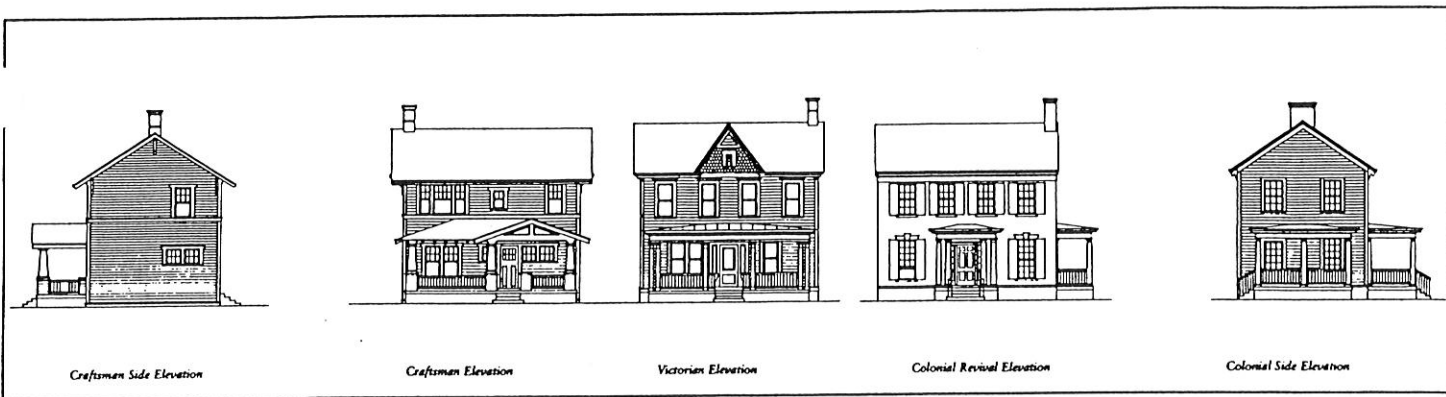 Craftsman Side Elevation
Craftsman Elevation
Victorian Elevation
Colonial Revival Elevation
Colonial Side Elevation